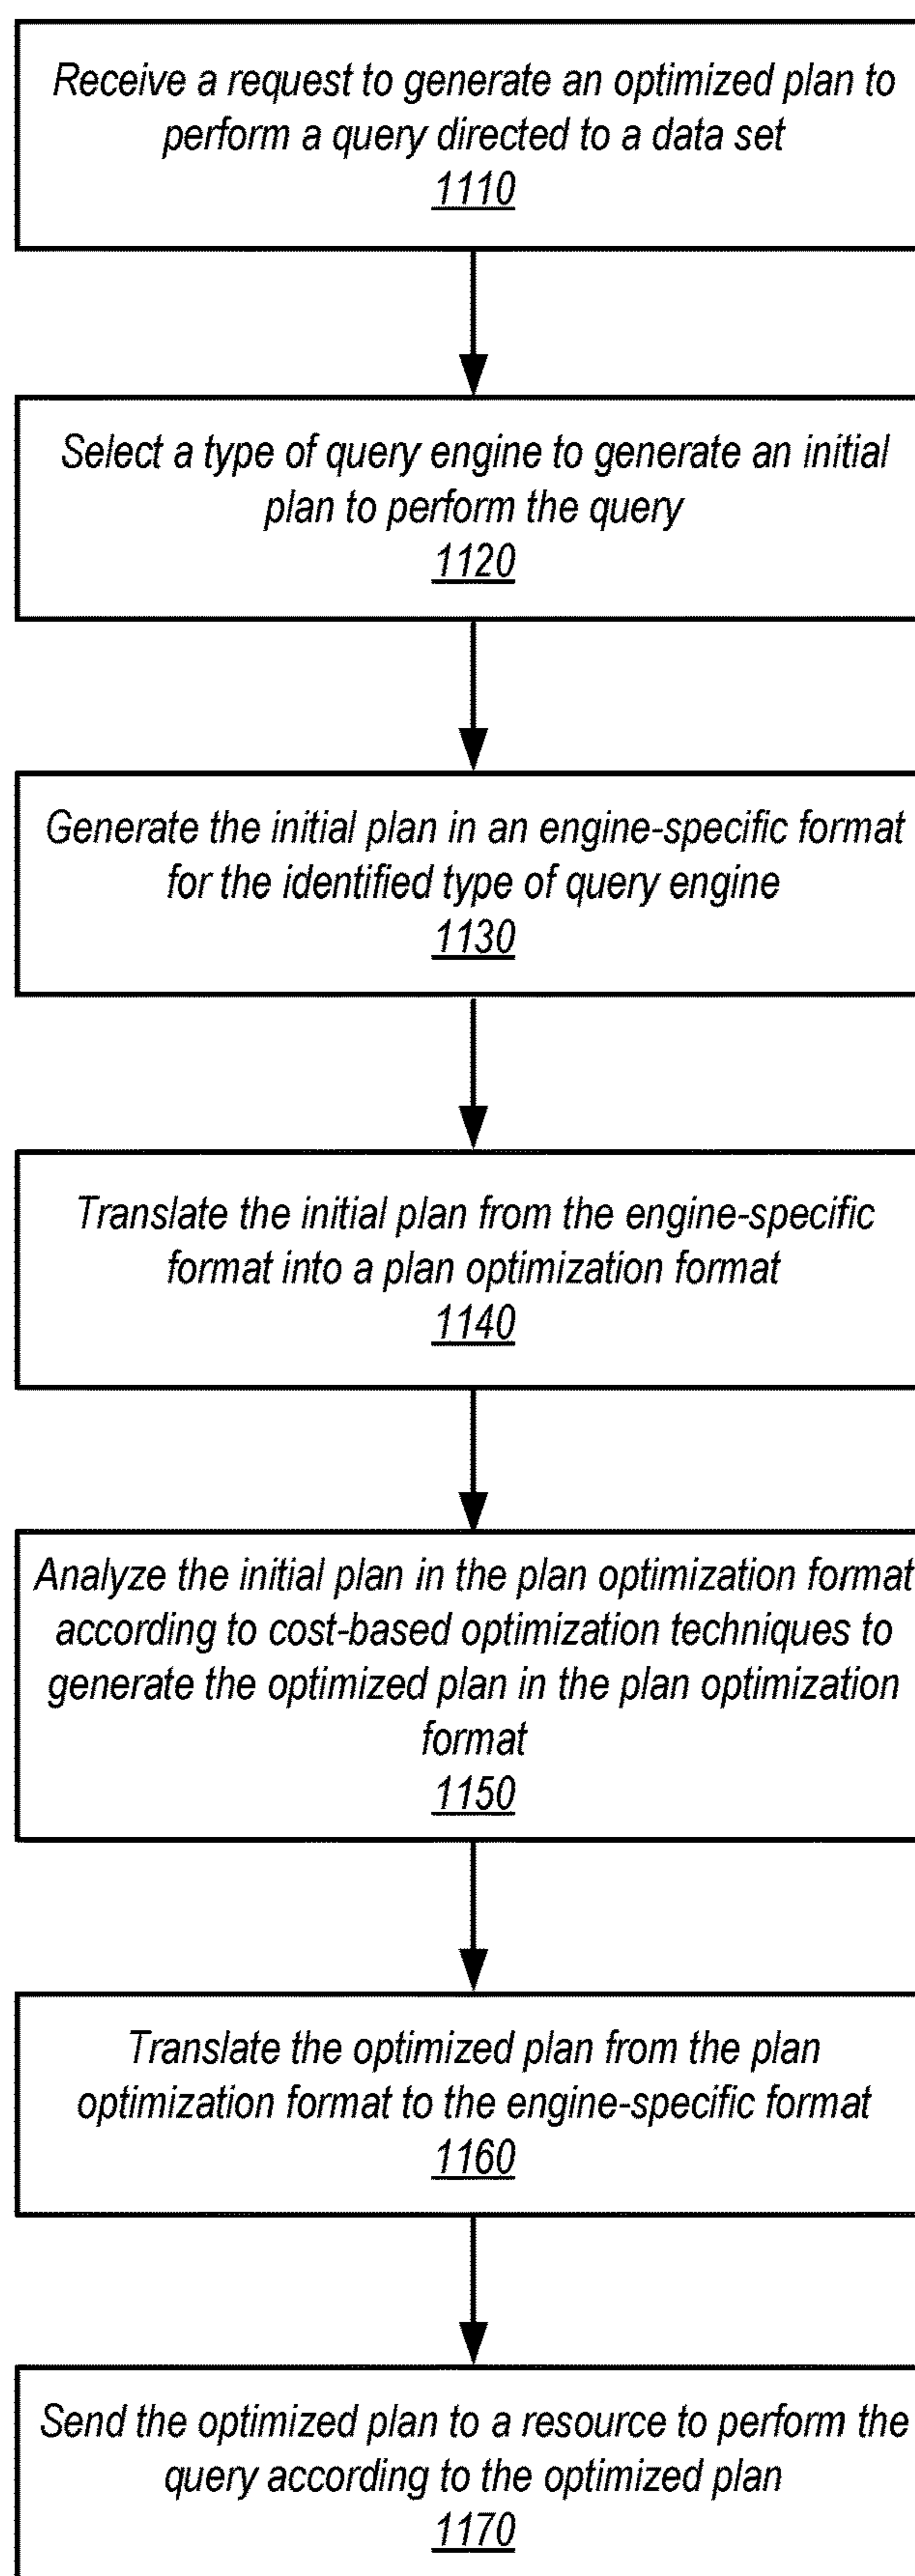 Receive a request to generate an optimized plan to
perform a query directed to a data set
1110
Select a type of query engine to generate an initial
plan to perform the query
1120
Generate the initial plan in an engine-specific format
for the identified type of query engine
1130
Translate the initial plan from the engine-specific
format into a plan optimization format
1140
Analyze the initial plan in the plan optimization format
according to cost-based optimization techniques to
generate the optimized plan in the plan optimization
format
1150
Translate the optimized plan from the plan
optimization format to the engine-specific format
1160
Send the optimized plan to a resource to perform the
query according to the optimized plan
1170